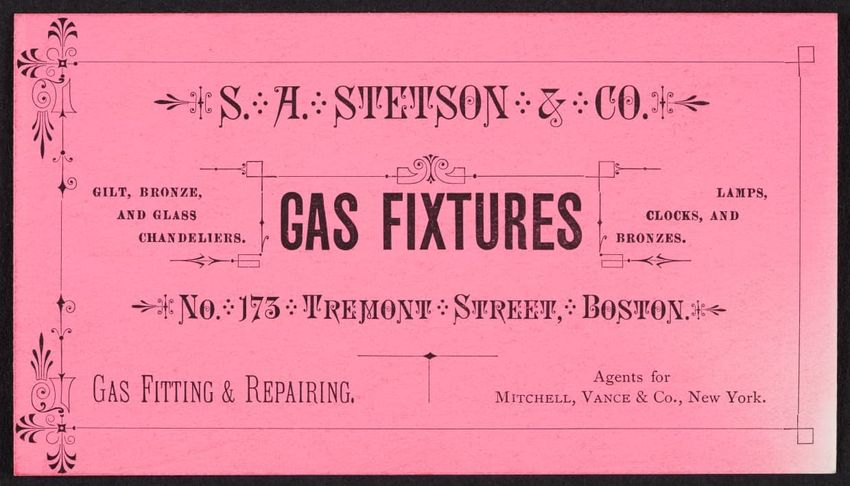 S. A. STETSON & CO.
GILT, BRONZE,
AND GLASS
CHANDELIERS.
GAS FIXTURES
LAMPS,
CLOCKS, AND
BRONZES.
No. 173 TREMONT STREET, BOSTON.
GAS FITTING & REPAIRING.
Agents for
MITCHELL, VANCE & Co., New York.